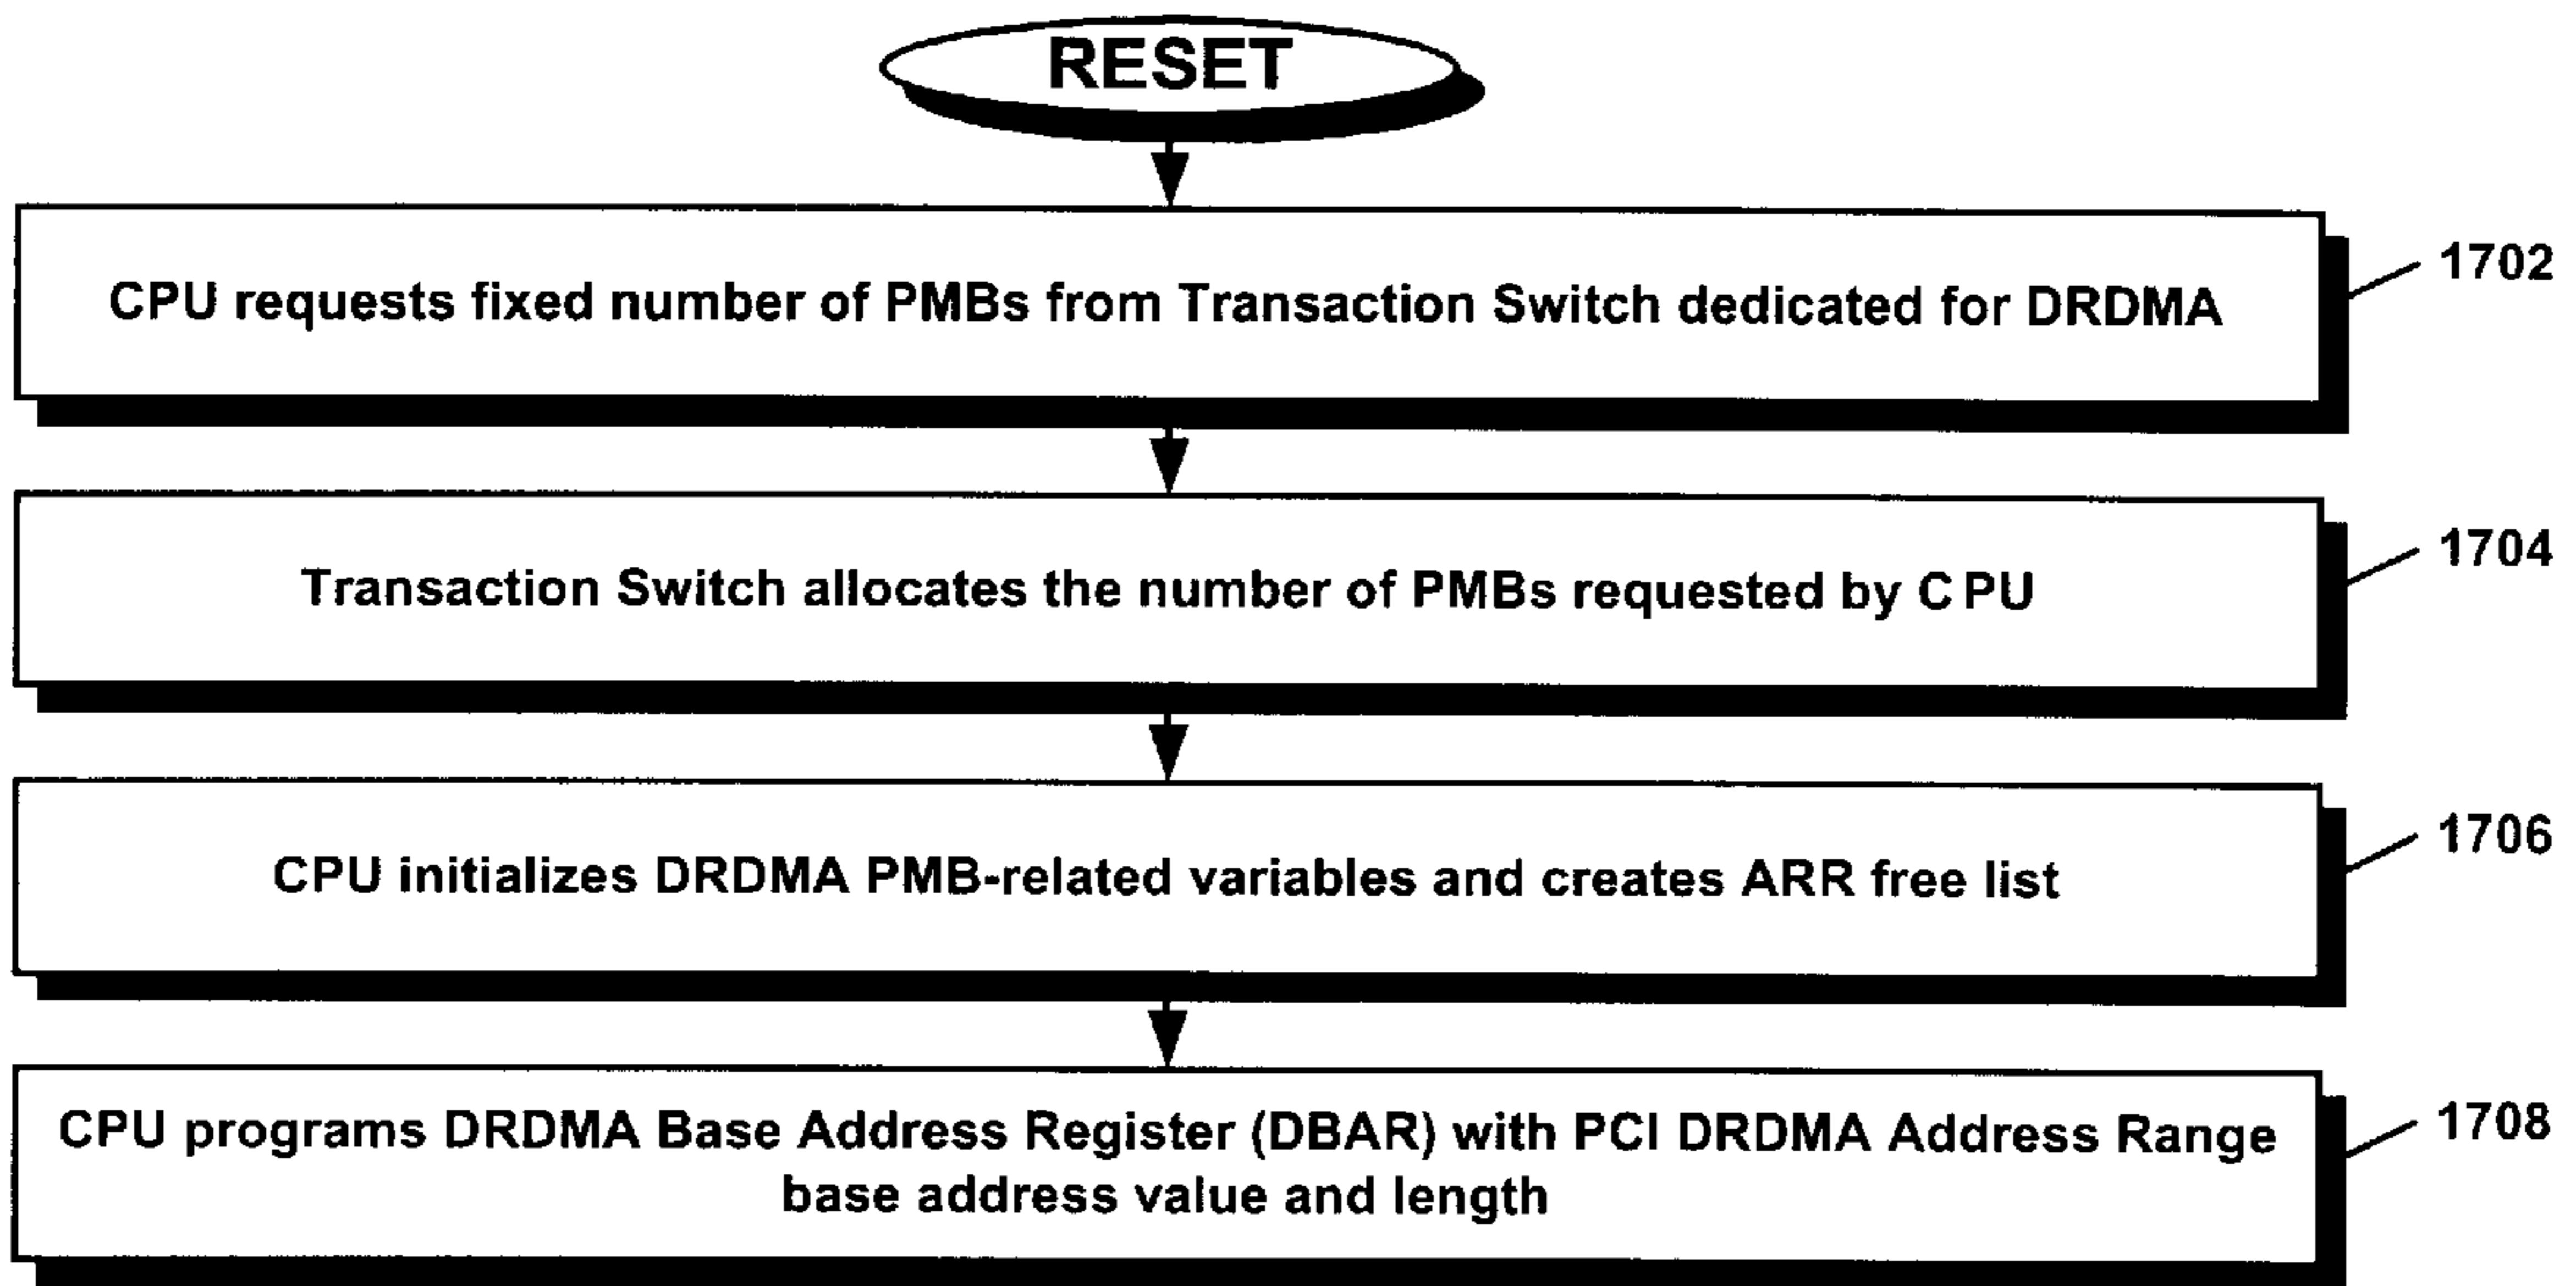 RESET
CPU requests fixed number of PMBs from Transaction Switch dedicated for DRDMA
1702
Transaction Switch allocates the number of PMBs requested by CPU
1704
CPU initializes DRDMA PMB-related variables and creates ARR free list
1706
CPU programs DRDMA Base Address Register (DBAR) with PCI DRDMA Address Range
base address value and length
1708